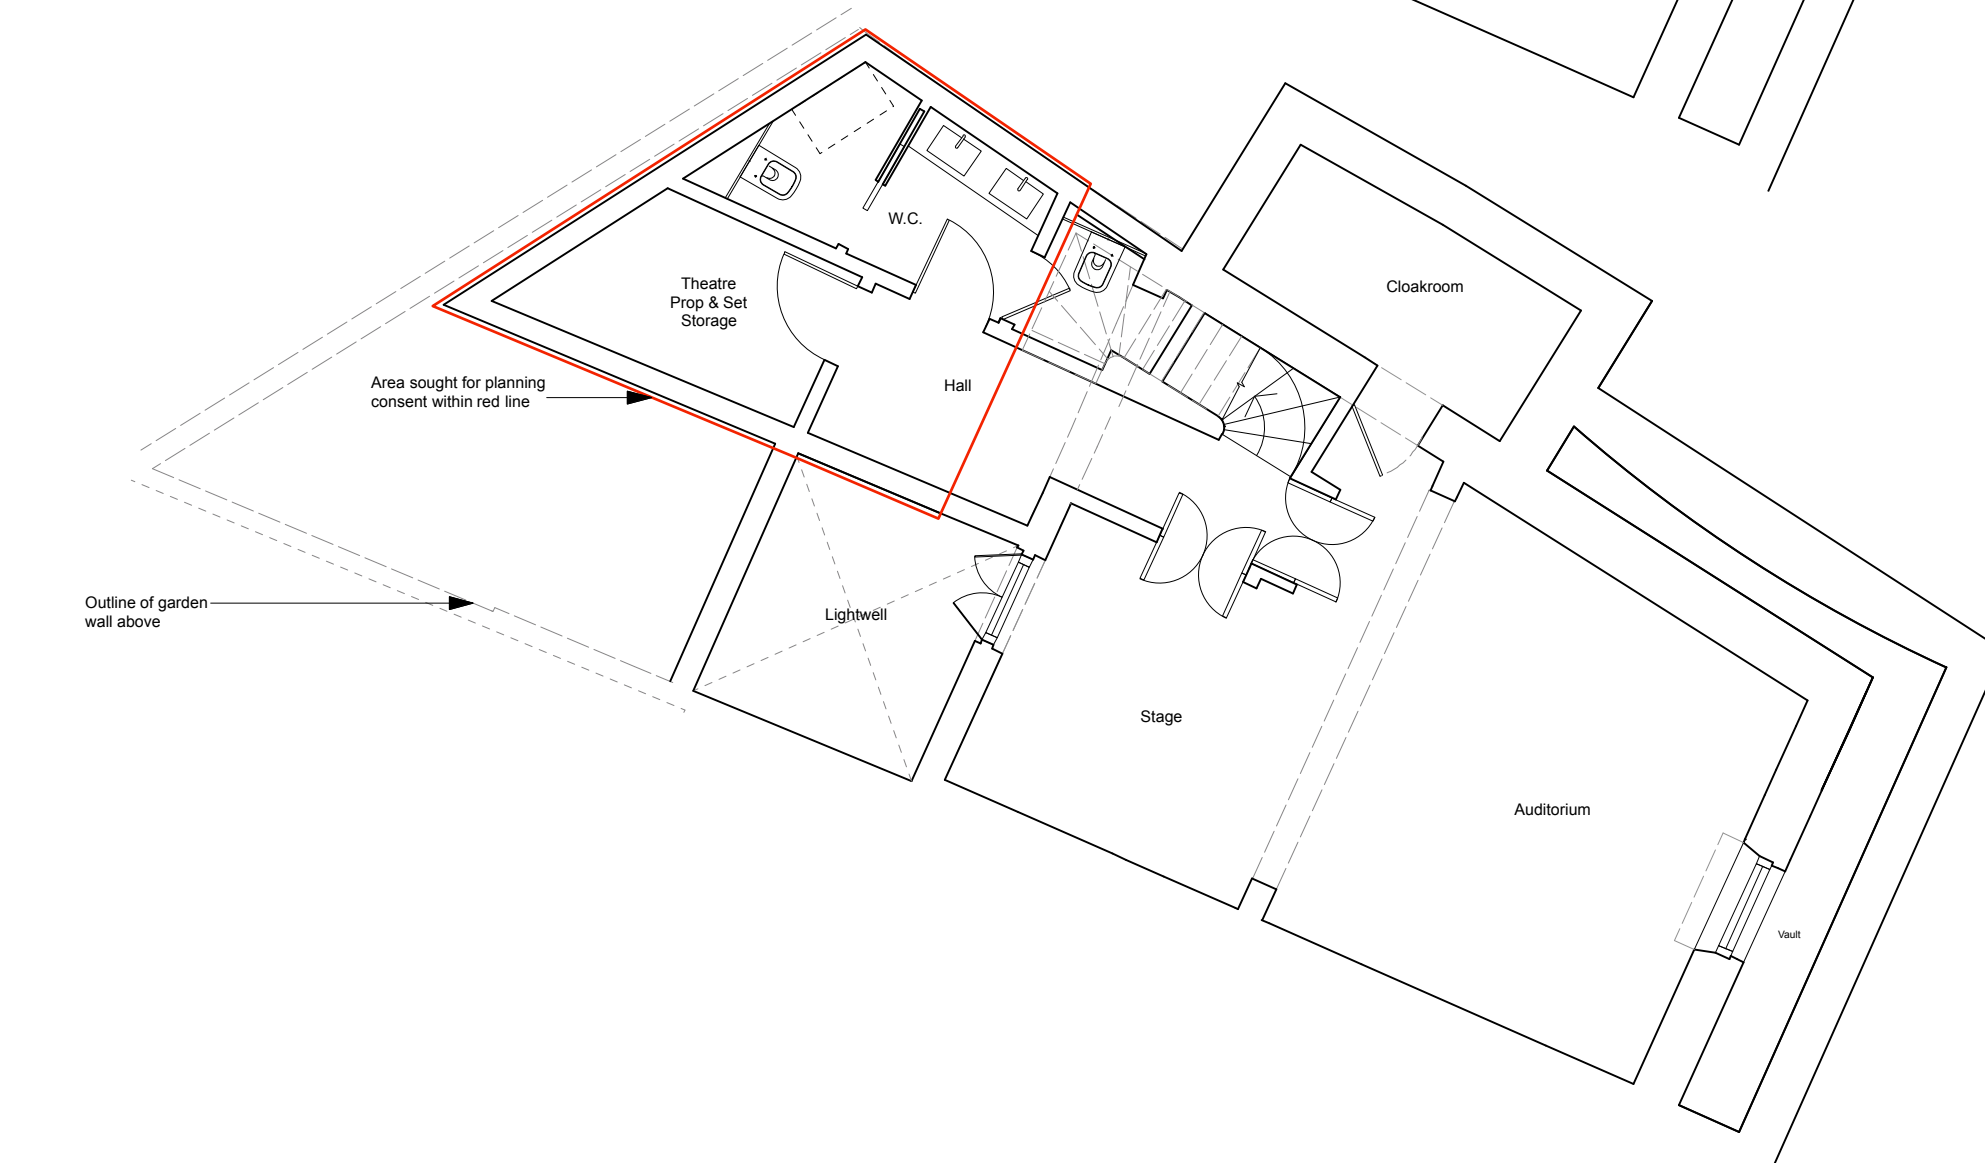 W.C.
Theatre
Prop & Set
Storage
Cloakroom
Area sought for planning
consent within red line
Hall
Outline of garden
wall above
Lightwell
Stage
Auditorium
Vault